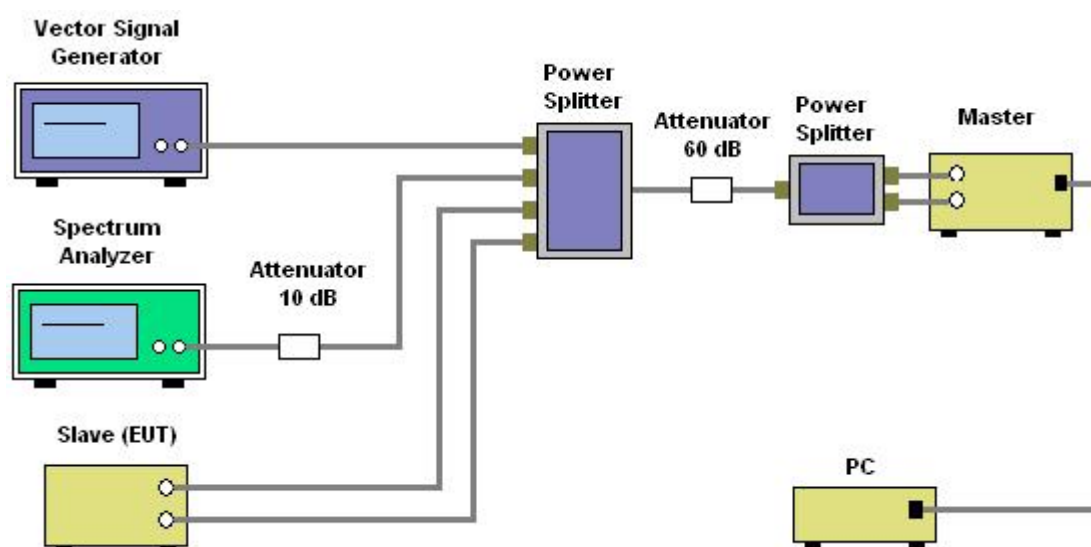 Vector Signal
Generator
Power
Splitter
Attenuator
60 dB
Power
Splitter
Master
Spectrum
Analyzer
Attenuator
10 dB
Slave (EUT)
PC